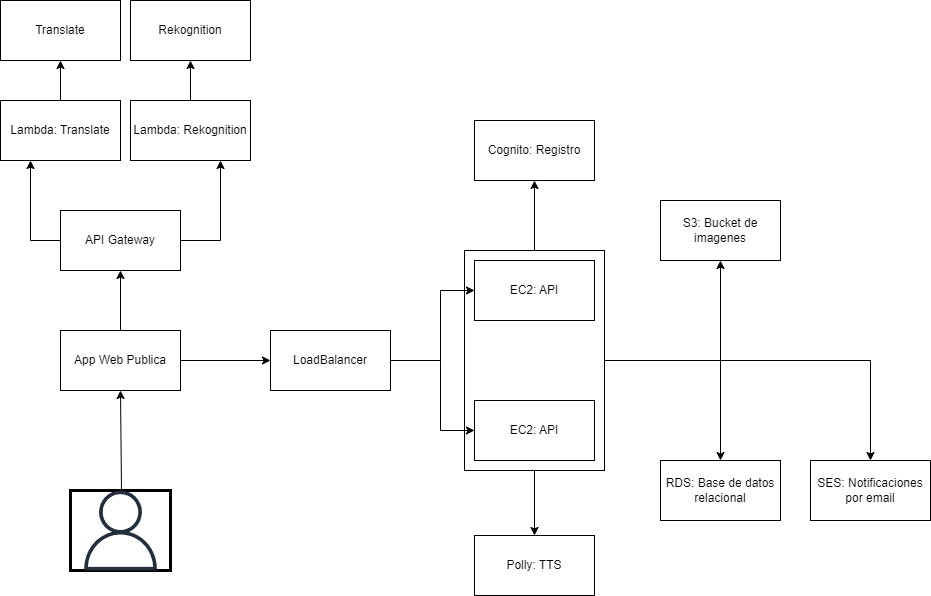 Translate
Rekognition
Lambda: Translate
Lambda: Rekognition
Cognito: Registro
API Gateway
S3: Bucket de
imagenes
EC2: API
App Web Publica
LoadBalancer
EC2: API
RDS: Base de datos
relacional
SES: Notificaciones
por email
Polly: TTS